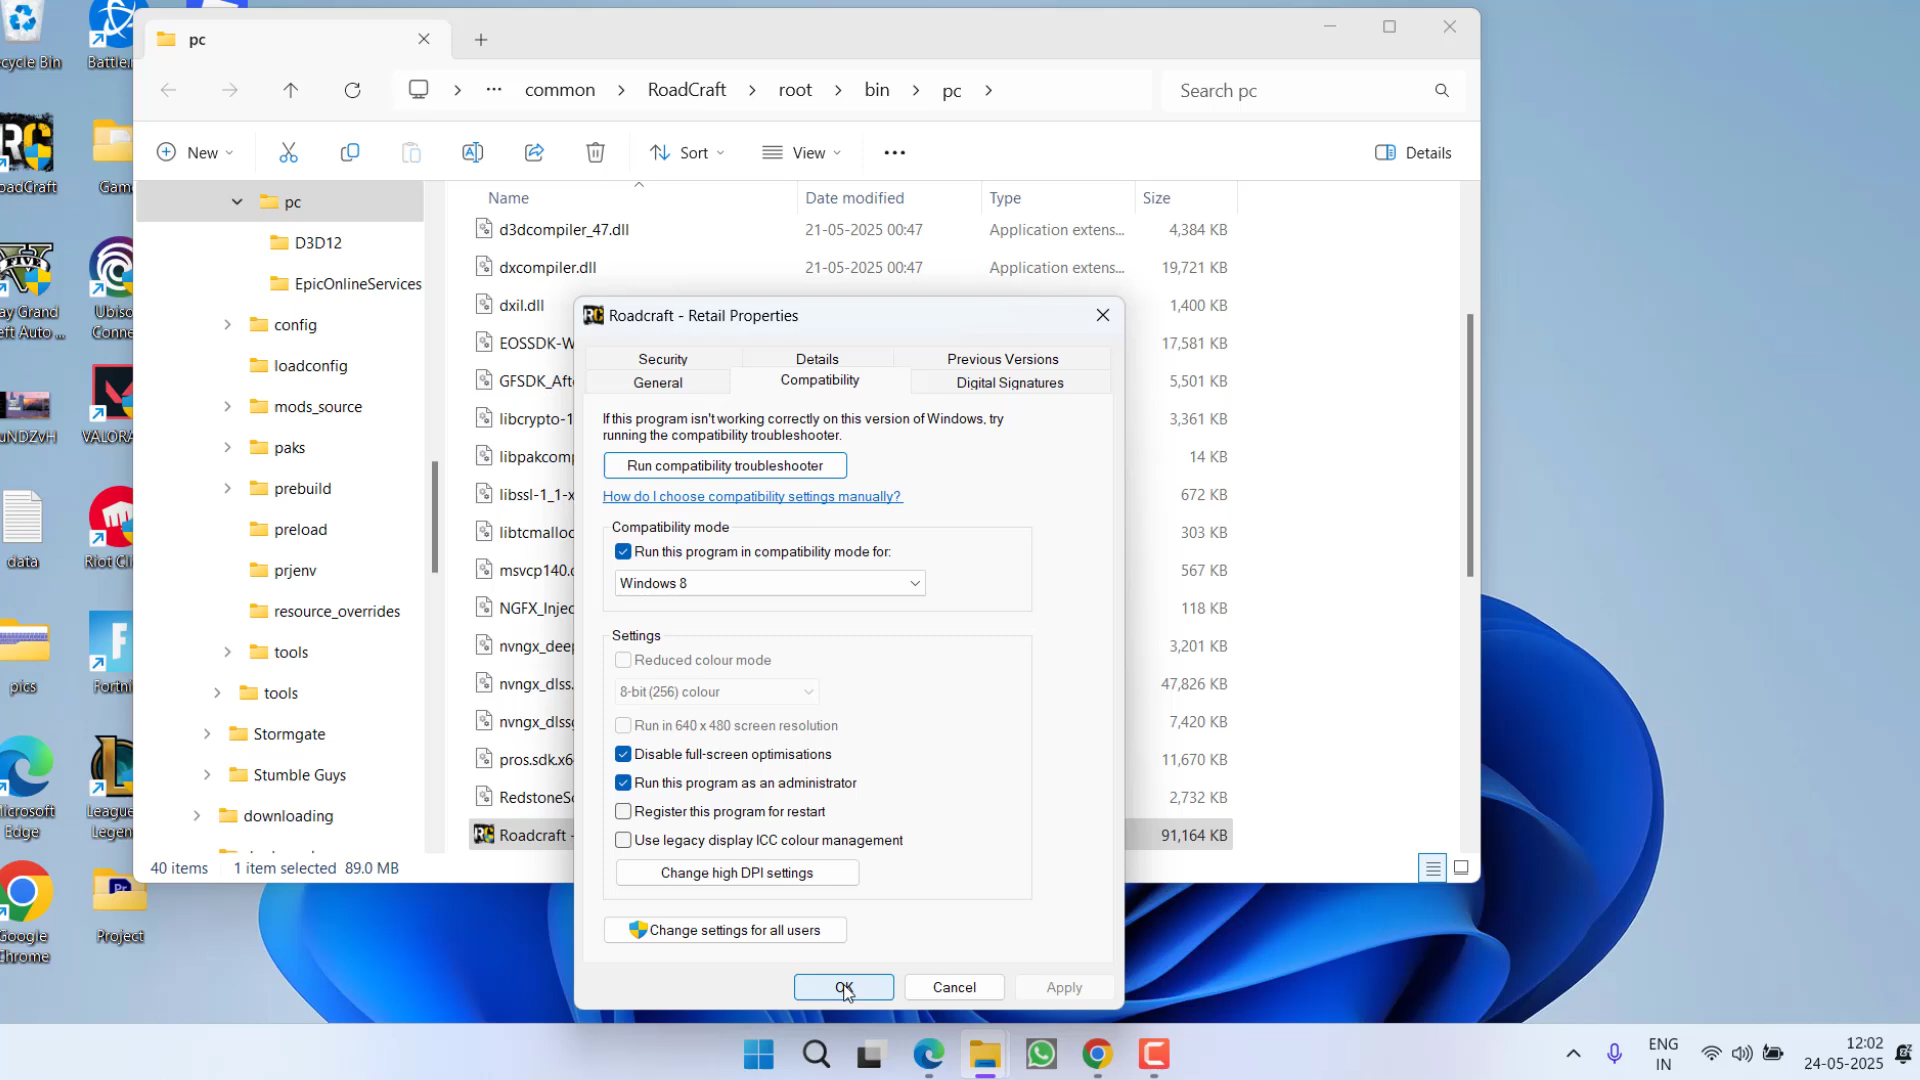 pc
common
RoadCraft
root
bin
pc
Search pc
New
Sort
View
Details
Name
Date modified
Type
Size
pc
D3D12
EpicOnlineServices
config
loadconfig
mods_source
paks
prebuild
preload
prjenv
resource_overrides
tools
tools
Stormgate
Stumble Guys
downloading
d3dcompiler_47.dll 21-05-2025 00:47 Application extens... 4,384 KB
dxcompiler.dll 21-05-2025 00:47 Application extens... 19,721 KB
dxil.dll 1,400 KB
17,581 KB
5,501 KB
3,361 KB
14 KB
672 KB
303 KB
567 KB
118 KB
3,201 KB
47,826 KB
7,420 KB
11,670 KB
2,732 KB
Roadcraft - 91,164 KB
40 items 1 item selected 89.0 MB
Roadcraft - Retail Properties
Security
Details
Previous Versions
General
Compatibility
Digital Signatures
If this program isn't working correctly on this version of Windows, try
running the compatibility troubleshooter.
Run compatibility troubleshooter
How do I choose compatibility settings manually?
Compatibility mode
Run this program in compatibility mode for:
Windows 8
Settings
Reduced colour mode
8-bit (256) colour
Run in 640 x 480 screen resolution
Disable full-screen optimisations
Run this program as an administrator
Register this program for restart
Use legacy display ICC colour management
Change high DPI settings
Change settings for all users
OK
Cancel
Apply
data
pics
Microsoft
Edge
Google
Chrome
Project
ENG
IN
12:02
24-05-2025